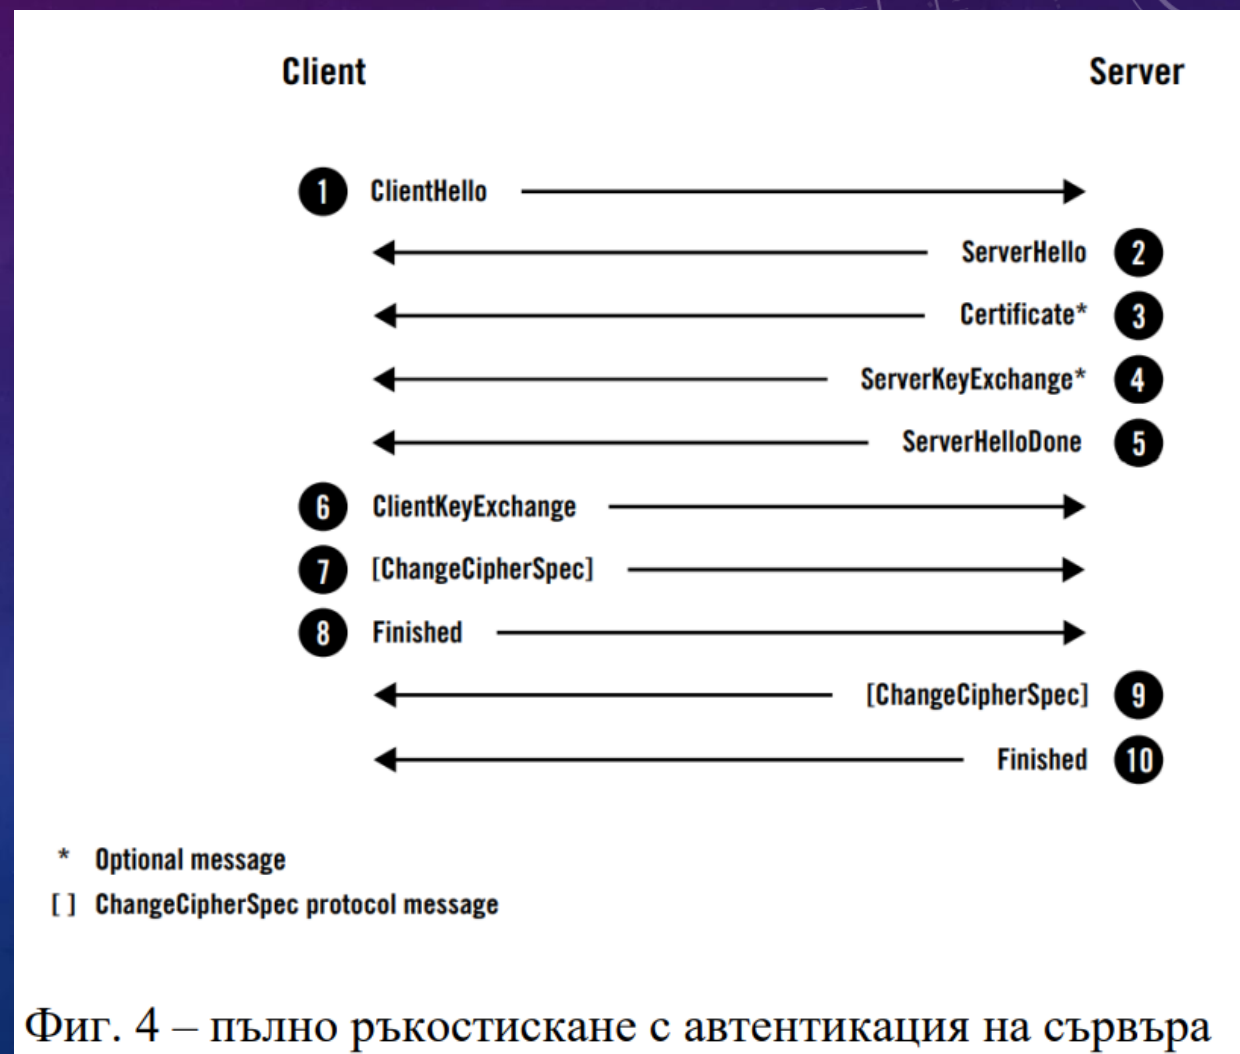 Client Server
1 ClientHello
ServerHello 2
Certificate* 3
ServerKeyExchange* 4
ServerHelloDone 5
6 ClientKeyExchange
7 [ChangeCipherSpec]
8 Finished
[ChangeCipherSpec] 9
Finished 10
* Optional message
[ ] ChangeCipherSpec protocol message
Фиг. 4 – пълно ръкостискане с автентикация на сървъра